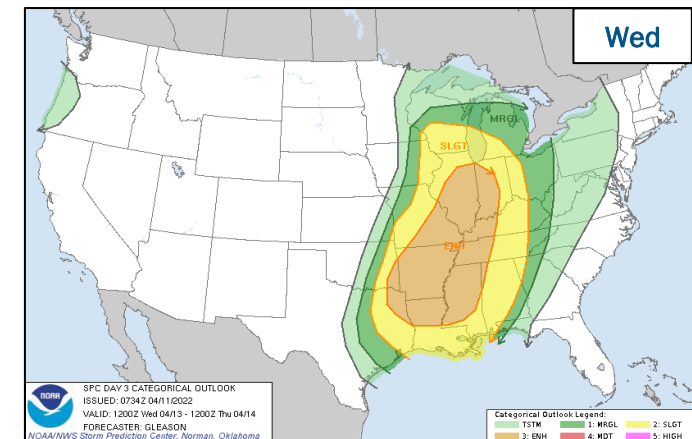 Wed
MRGL
SLGT
ENH
NOAA
SPC DAY 3 CATEGORICAL OUTLOOK
ISSUED: 0734Z 04/11/2022
VALID: 1200Z Wed 04/13 - 1200Z Thu 04/14
FORECASTER: GLEASON
NOAA/NWS Storm Prediction Center, Norman, Oklahoma
Categorical Outlook Legend:
TSTM 1: MRGL 2: SLGT
3: ENH 4: MDT 5: HIGH